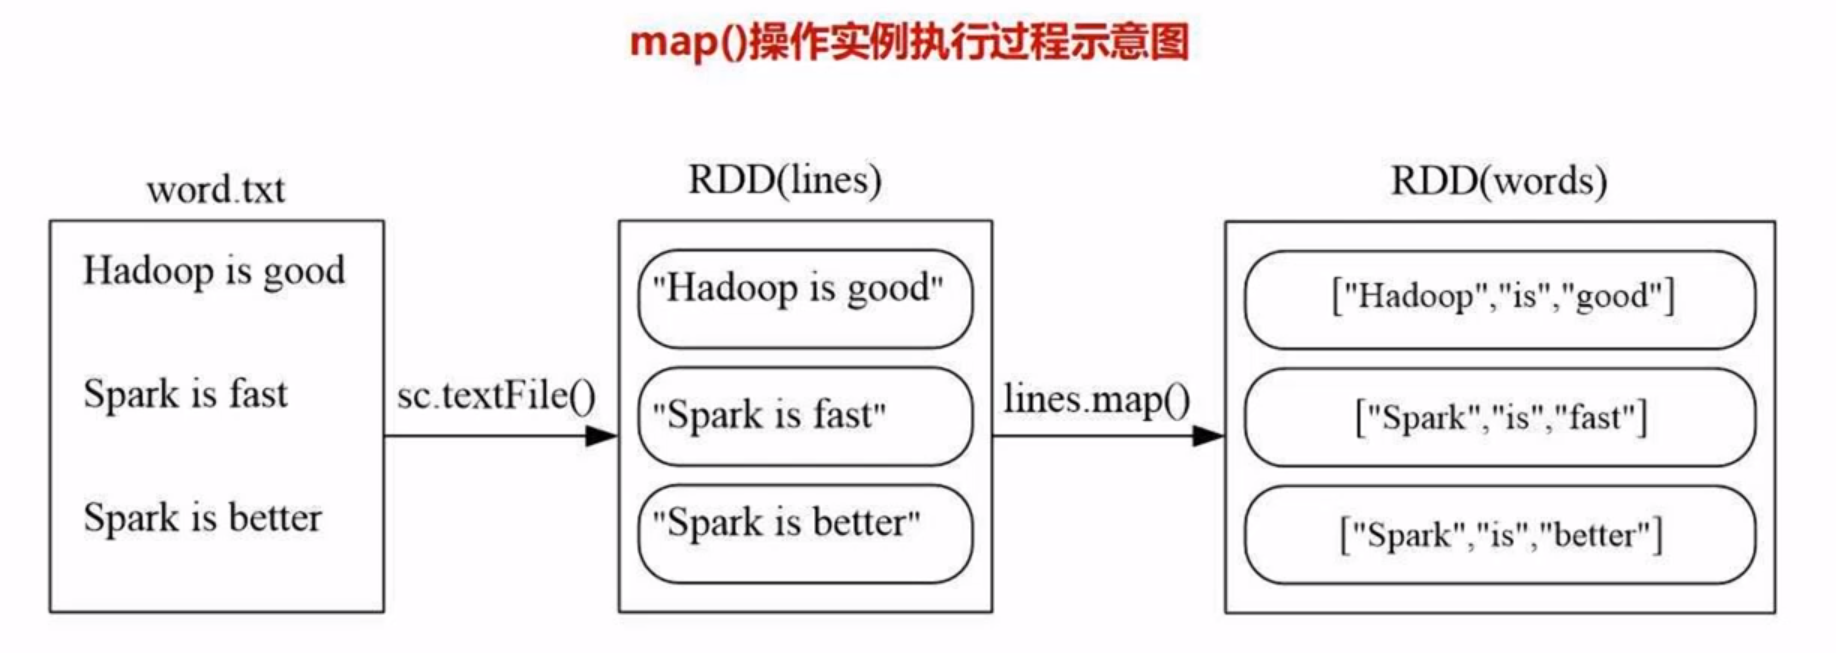 map()操作实例执行过程示意图
word.txt
Hadoop is good
Spark is fast
Spark is better
sc.textFile()
RDD(lines)
"Hadoop is good"
"Spark is fast"
"Spark is better"
lines.map()
RDD(words)
["Hadoop","is","good"]
["Spark","is","fast"]
["Spark","is","better"]